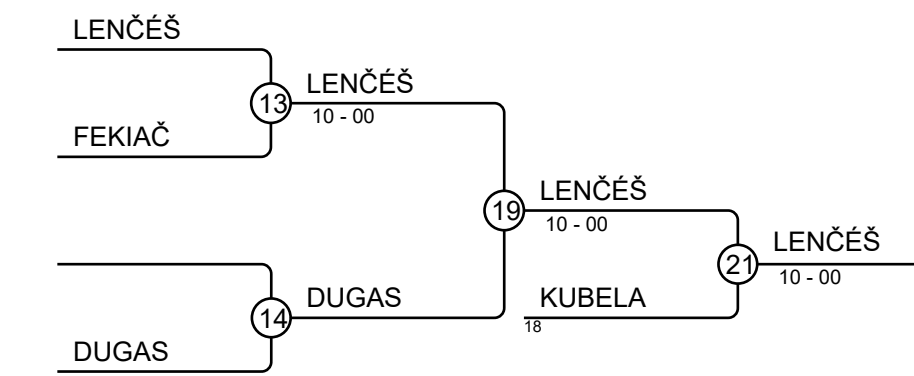 LENČÉŠ
13
LENČÉŠ
10 - 00
FEKIAČ
19
LENČÉŠ
10 - 00
21
LENČÉŠ
10 - 00
14
DUGAS
KUBELA
18
DUGAS